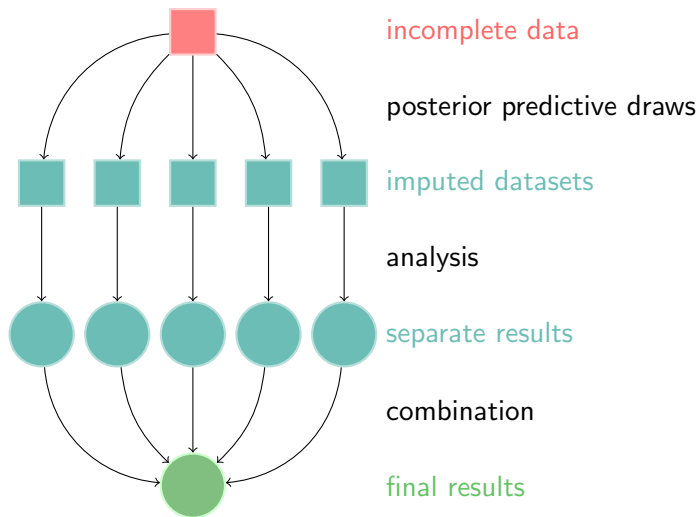 incomplete data
posterior predictive draws
imputed datasets
analysis
separate results
combination
final results